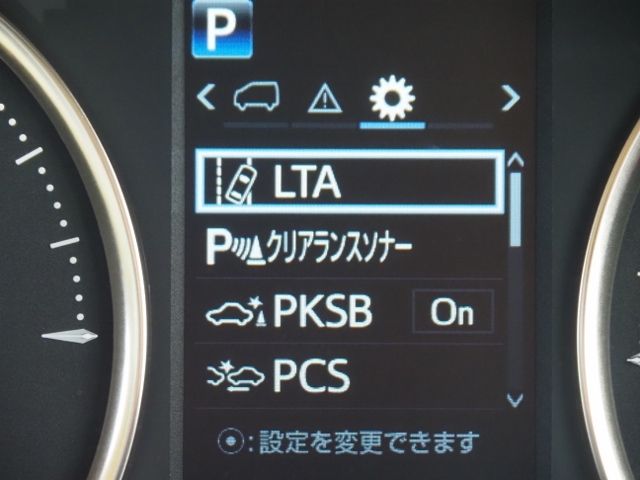 P
LTA
Pクリアランスソナー
PKSB On
PCS
:設定を変更できます